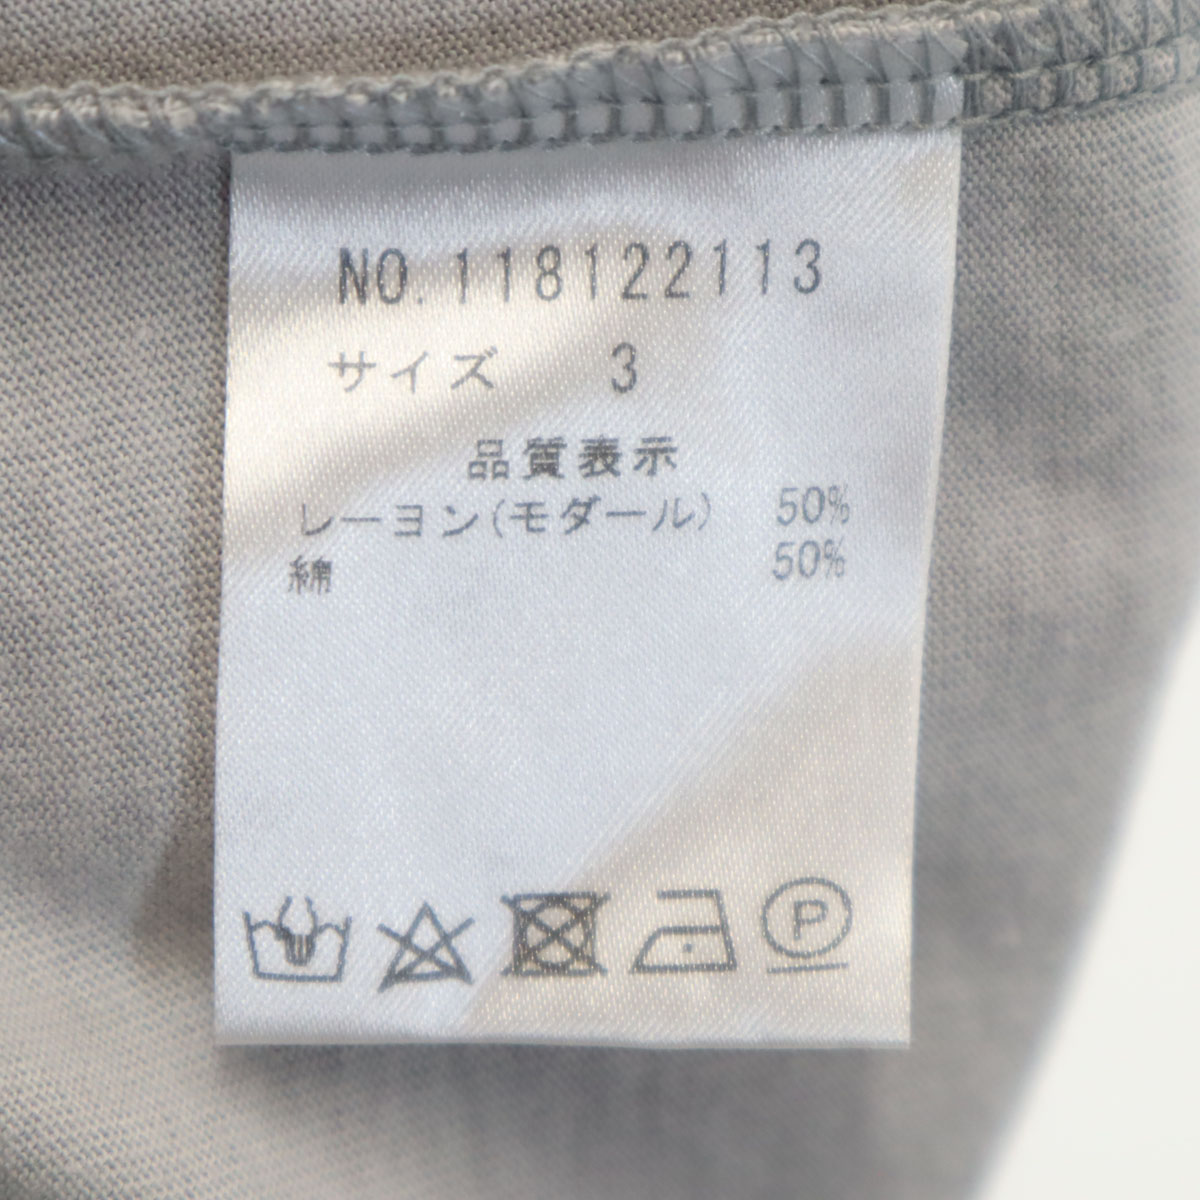 NO.118122113
サイズ 3
品質表示
レーヨン(モダール) 50%
綿 50%
P